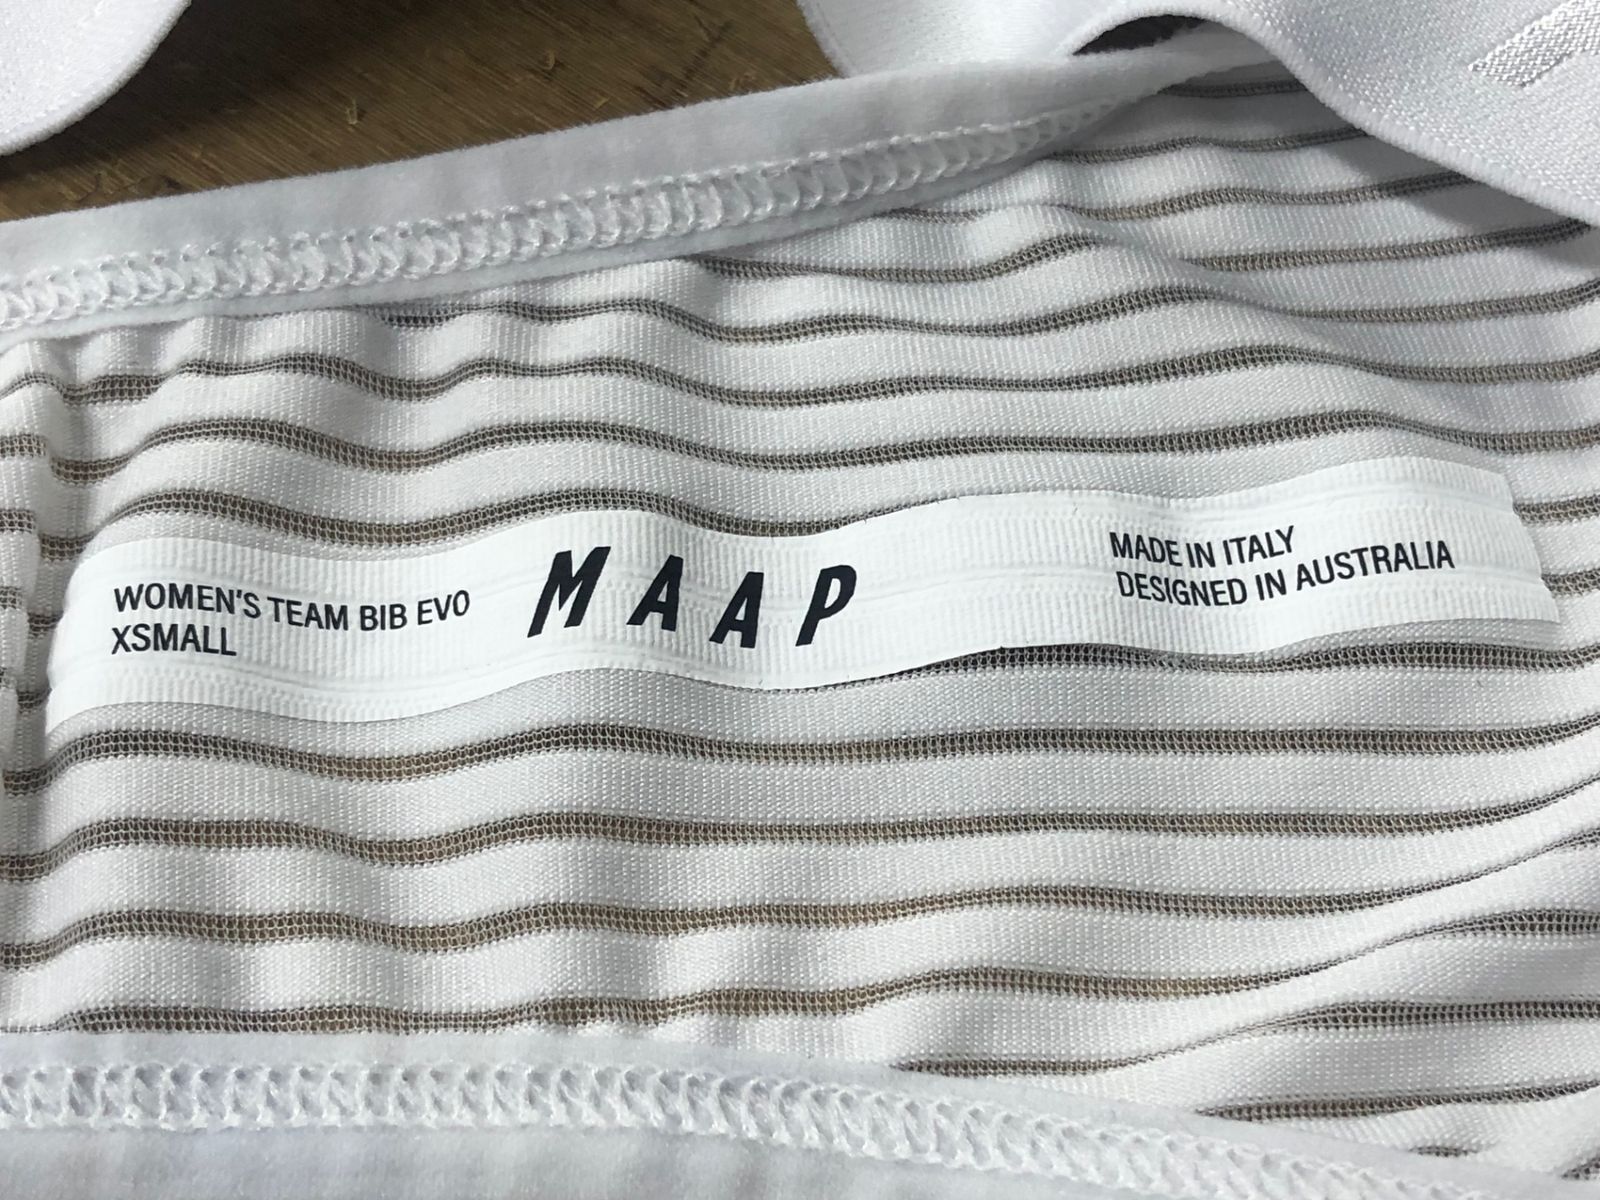 WOMEN'S TEAM BIB EVO
XSMALL
MAAP
MADE IN ITALY
DESIGNED IN AUSTRALIA